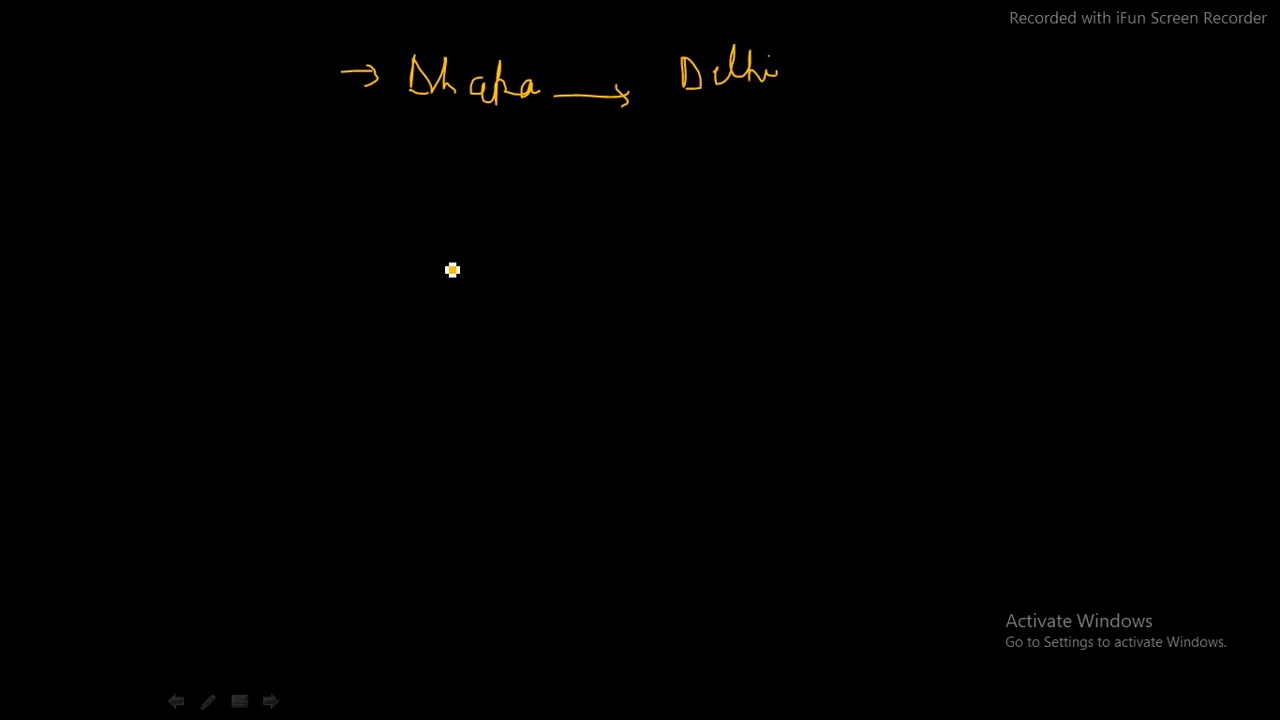 Recorded with iFun Screen Recorder
→ Dhaka → Delhi
Activate Windows
Go to Settings to activate Windows.